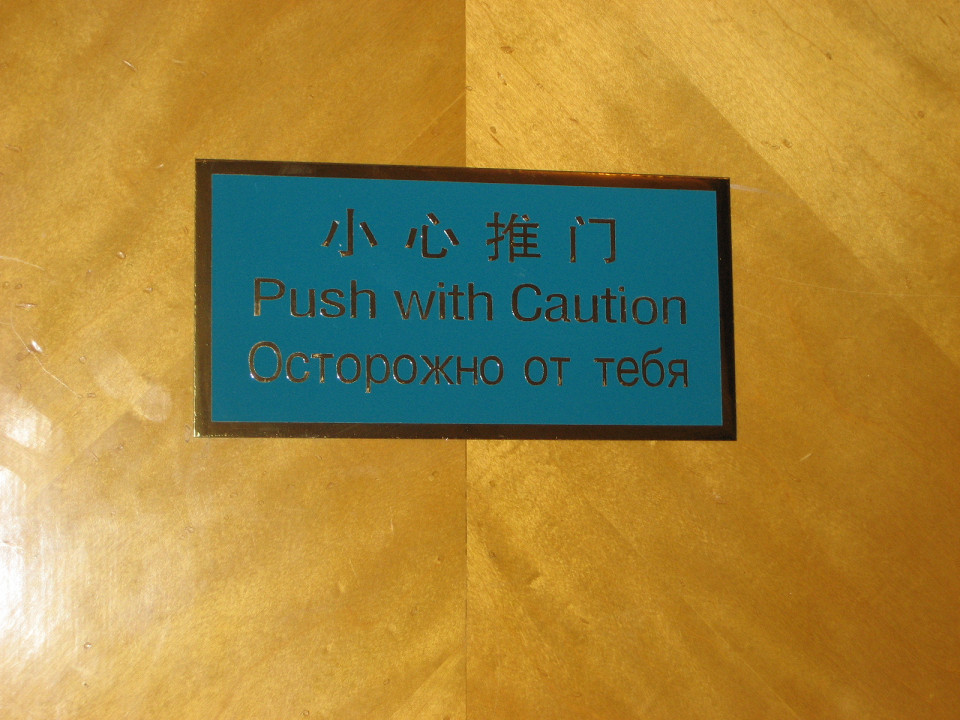 小心推门
Push with Caution
Осторожно от тебя